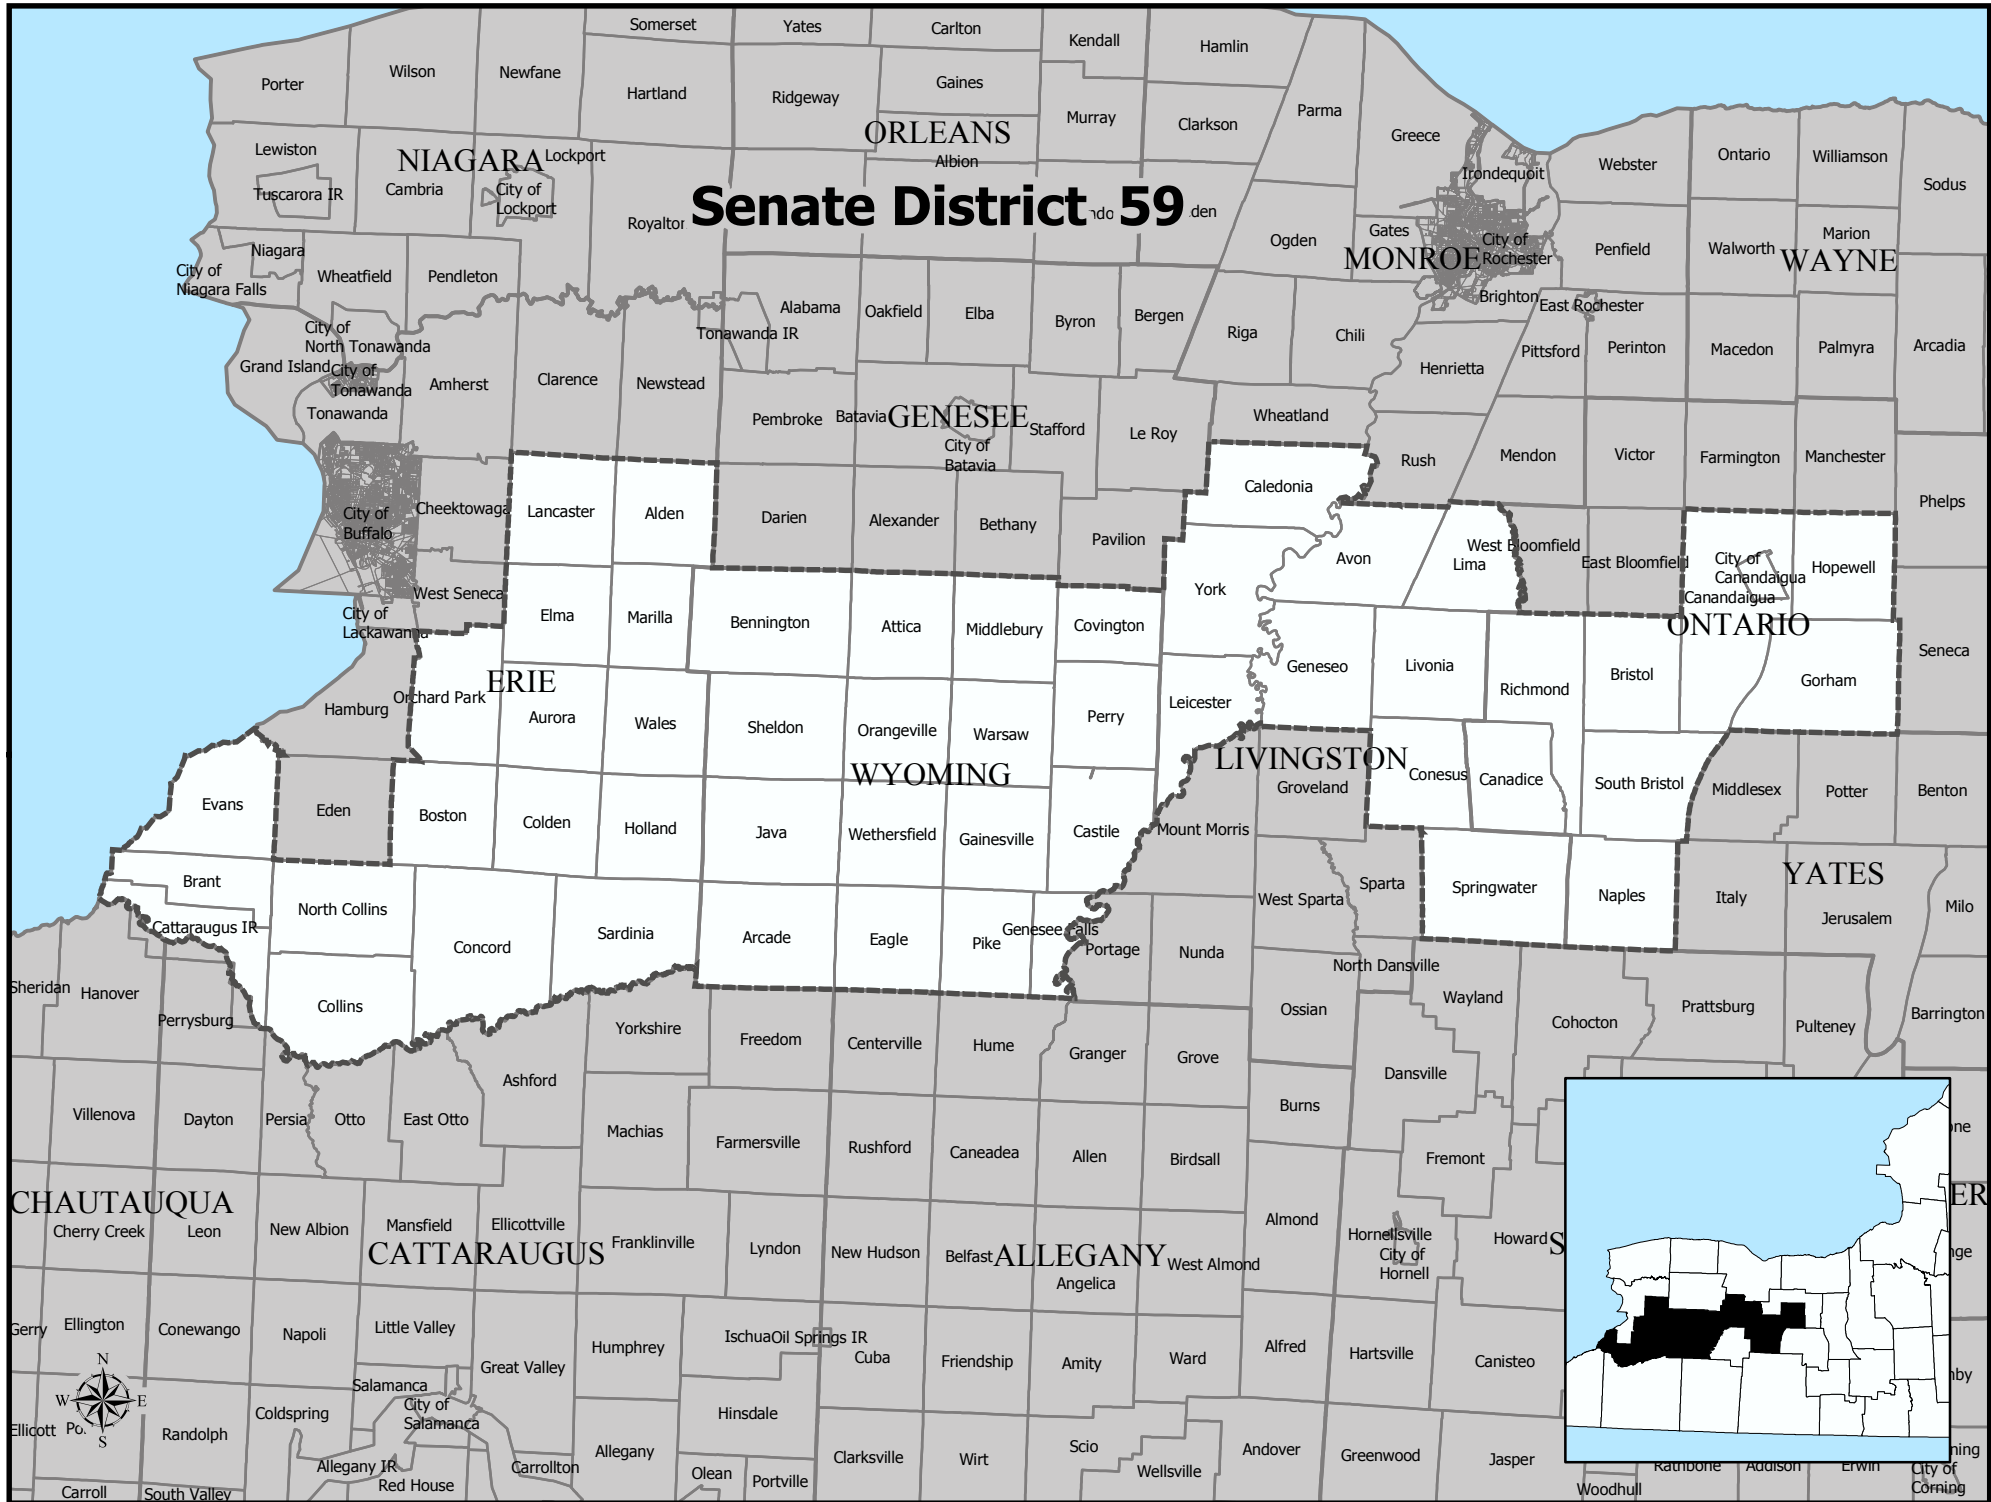 Somerset
Yates
Carlton
Kendall
Hamlin
Porter
Wilson
Newfane
Hartland
Ridgeway
Gaines
Murray
Clarkson
Parma
Greece
ORLEANS
Albion
Lewiston
NIAGARA
Lockport
Tuscarora IR
Cambria
City of
Lockport
Royalton
Senate District 59
Irondequoit
Webster
Ontario
Williamson
Sodus
Niagara
City of
Niagara Falls
Wheatfield
Pendleton
Ogden
Gates
MONROE
City of
Rochester
Penfield
Walworth
Marion
WAYNE
Brighton
East Rochester
City of
North Tonawanda
Grand Island
City of
Tonawanda
Tonawanda
Amherst
Clarence
Newstead
Tonawanda IR
Alabama
Oakfield
Elba
Byron
Bergen
Riga
Chili
Henrietta
Pittsford
Perinton
Macedon
Palmyra
Arcadia
Pembroke
Batavia
GENESEE
City of
Batavia
Stafford
Le Roy
Wheatland
Rush
Mendon
Victor
Farmington
Manchester
Phelps
City of
Buffalo
Cheektowaga
Lancaster
Alden
Darien
Alexander
Bethany
Pavilion
Caledonia
Avon
Lima
West Bloomfield
East Bloomfield
City of
Canandaigua
Canandaigua
Hopewell
West Seneca
City of
Lackawanna
Elma
Marilla
Bennington
Attica
Middlebury
Covington
York
Geneseo
Livonia
Richmond
Bristol
ONTARIO
Gorham
Seneca
Hamburg
Orchard Park
ERIE
Aurora
Wales
Sheldon
Orangeville
Warsaw
Perry
Leicester
WYOMING
LIVINGSTON
Groveland
Conesus
Canadice
South Bristol
Middlesex
Potter
Benton
Evans
Eden
Boston
Colden
Holland
Java
Wethersfield
Gainesville
Castile
Mount Morris
Brant
Cattaraugus IR
North Collins
Concord
Sardinia
Arcade
Eagle
Pike
Genesee Falls
Portage
Nunda
West Sparta
Sparta
Springwater
Naples
Italy
YATES
Jerusalem
Milo
Sheridan
Hanover
Perrysburg
Collins
Yorkshire
Freedom
Centerville
Hume
Granger
Grove
Ossian
North Dansville
Wayland
Cohocton
Prattsburg
Pulteney
Barrington
Villenova
Dayton
Persia
Otto
East Otto
Ashford
Machias
Farmersville
Rushford
Caneadea
Allen
Birdsall
Burns
Dansville
Fremont
CHAUTAUQUA
Cherry Creek
Leon
New Albion
Mansfield
Ellicottville
CATTARAUGUS
Franklinville
Lyndon
New Hudson
Belfast
ALLEGANY
Angelica
West Almond
Almond
Hornellsville
City of
Hornell
Howard
Gerry
Ellington
Conewango
Napoli
Little Valley
Great Valley
Humphrey
Ischua
Oil Springs IR
Cuba
Friendship
Amity
Ward
Alfred
Hartsville
Canisteo
N
W
E
S
Ellicott
Randolph
Coldspring
Salamanca
City of
Salamanca
Allegany IR
Red House
Carrollton
Allegany
Hinsdale
Olean
Portville
Clarksville
Wirt
Scio
Wellsville
Andover
Greenwood
Jasper
Woodhull
Rathbone
Addison
Erwin
City of
Corning
Carroll
South Valley